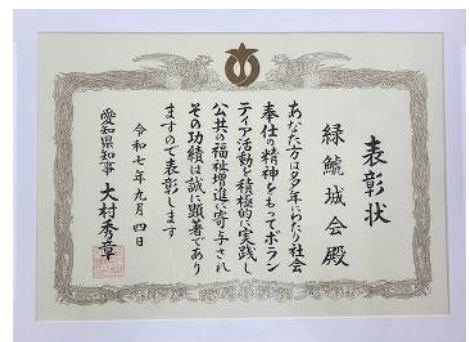 表彰状
緑鯱城会殿
あなた方は多年にわたり社会
奉仕の精神をもってボラン
ティア活動を積極的に実践し
公共の福祉増進に寄与され
その功績は誠に顕著であり
ますので表彰します
令和七年九月四日
愛知県知事 大村秀章